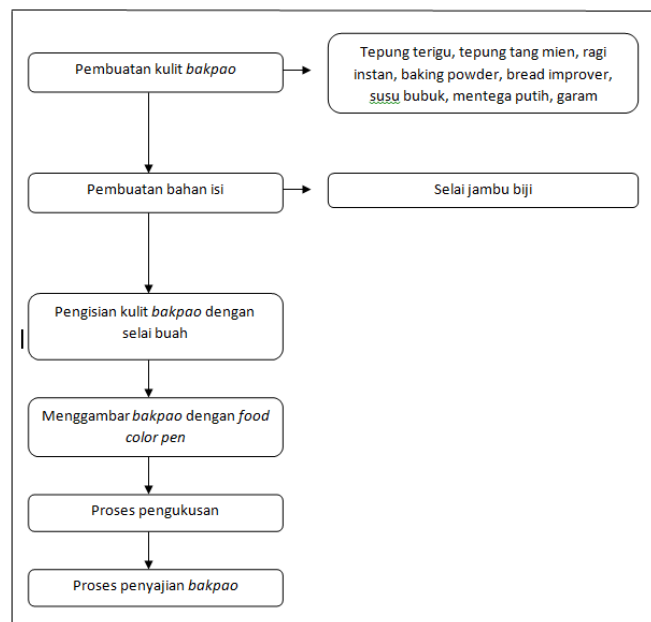 Pembuatan kulit bakpao
Tepung terigu, tepung tang mien, ragi
instan, baking powder, bread improver,
susu bubuk, mentega putih, garam
Pembuatan bahan isi
Selai jambu biji
Pengisian kulit bakpao dengan
selai buah
Menggambar bakpao dengan food
color pen
Proses pengukusan
Proses penyajian bakpao